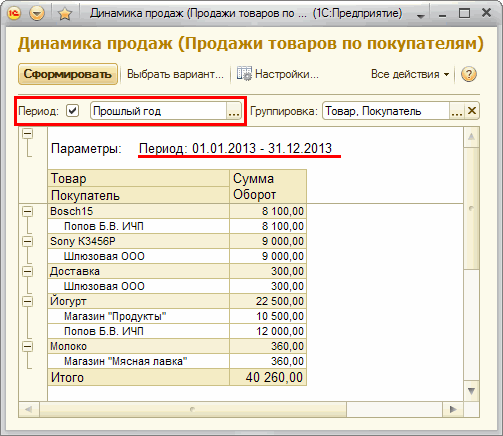 Динамика продаж (Продажи товаров по ... (1С:Предприятие)
Динамика продаж (Продажи товаров по покупателям)
Сформировать Выбрать вариант... Настройки... Все действия ?
Период: Прошлый год ... Группировка: Товар, Покупатель ... ×
Параметры: Период: 01.01.2013 - 31.12.2013
Товар Сумма
Покупатель Оборот
Bosch15 8 100,00
Попов Б.В. ИЧП 8 100,00
Sony K3456P 9 000,00
Шлюзовая ООО 9 000,00
Доставка 300,00
Шлюзовая ООО 300,00
Йогурт 22 500,00
Магазин "Продукты" 10 500,00
Попов Б.В. ИЧП 12 000,00
Молоко 360,00
Магазин "Мясная лавка" 360,00
Итого 40 260,00